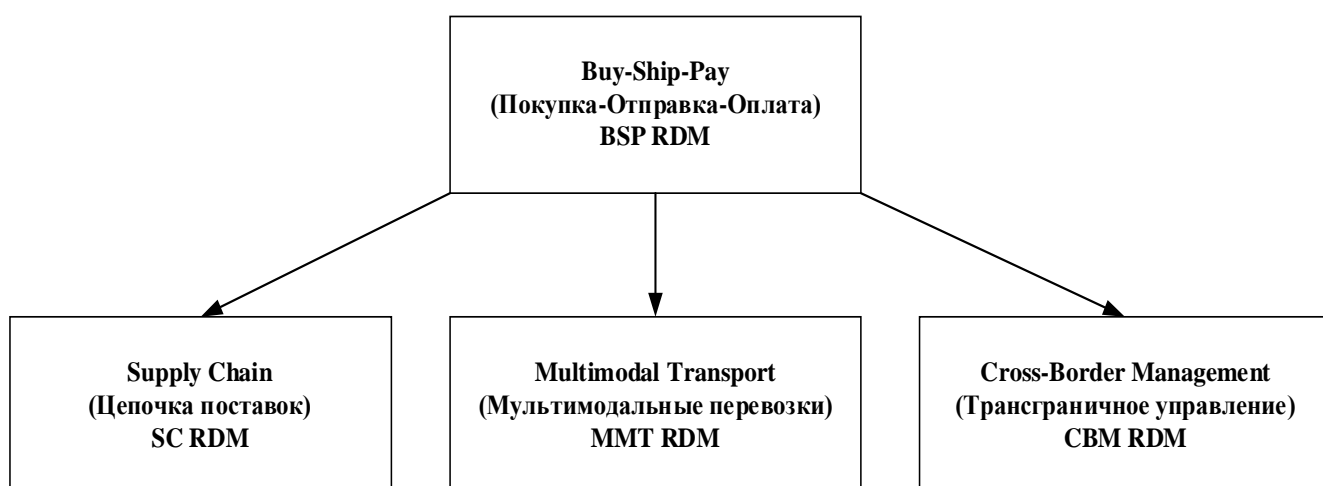 Buy-Ship-Pay
(Покупка-Отправка-Оплата)
BSP RDM
Supply Chain
(Цепочка поставок)
SC RDM
Multimodal Transport
(Мультимодальные перевозки)
MMT RDM
Cross-Border Management
(Трансграничное управление)
CBM RDM